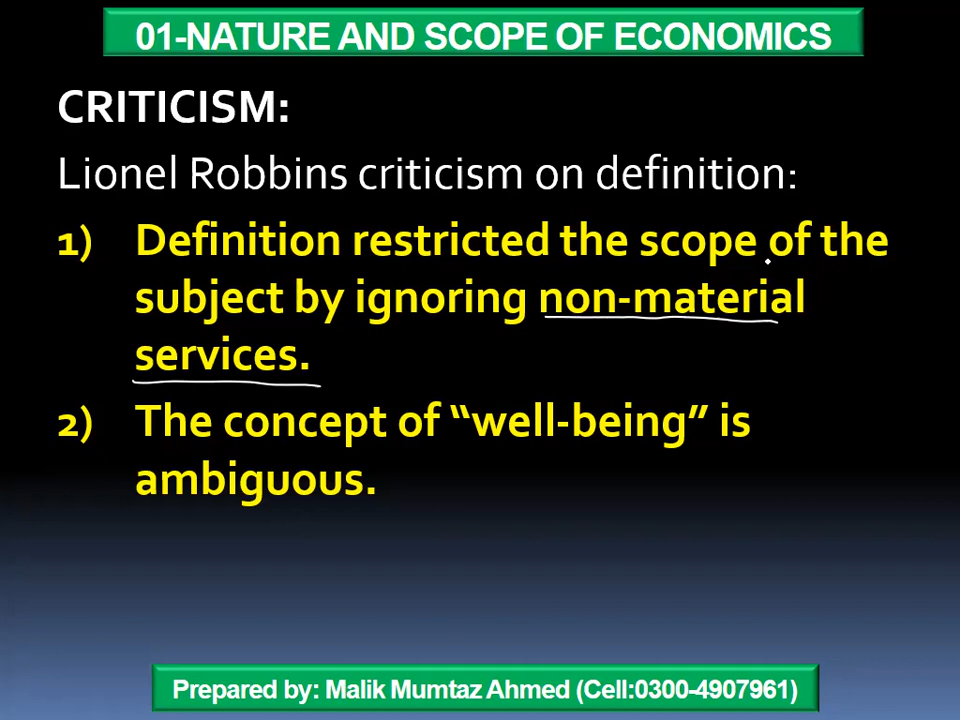 01-NATURE AND SCOPE OF ECONOMICS
CRITICISM:
Lionel Robbins criticism on definition:
1) Definition restricted the scope of the
subject by ignoring non-material
services.
2) The concept of “well-being” is
ambiguous.
Prepared by: Malik Mumtaz Ahmed (Cell:0300-4907961)